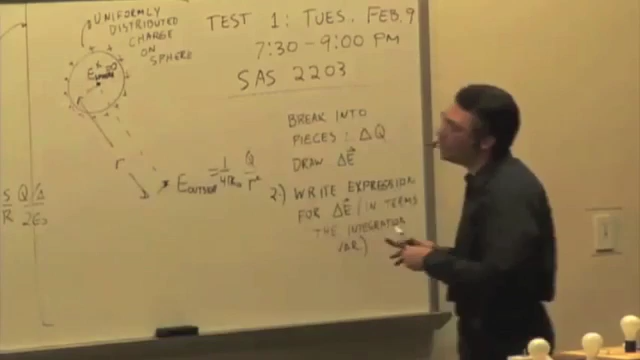 UNIFORMLY
DISTRIBUTED
CHARGE
ON
SPHERE
TEST 1: TUES. FEB. 9
7:30 – 9:00 PM
SAS 2203
r
E = 1/4πε₀ Q/r²
Q/A
2ε₀
BREAK INTO
PIECES: ΔQ
DRAW ΔE⃗
2.) WRITE EXPRESSION
FOR ΔE⃗ (IN TERMS
THE INTEGRATION
VAR.)